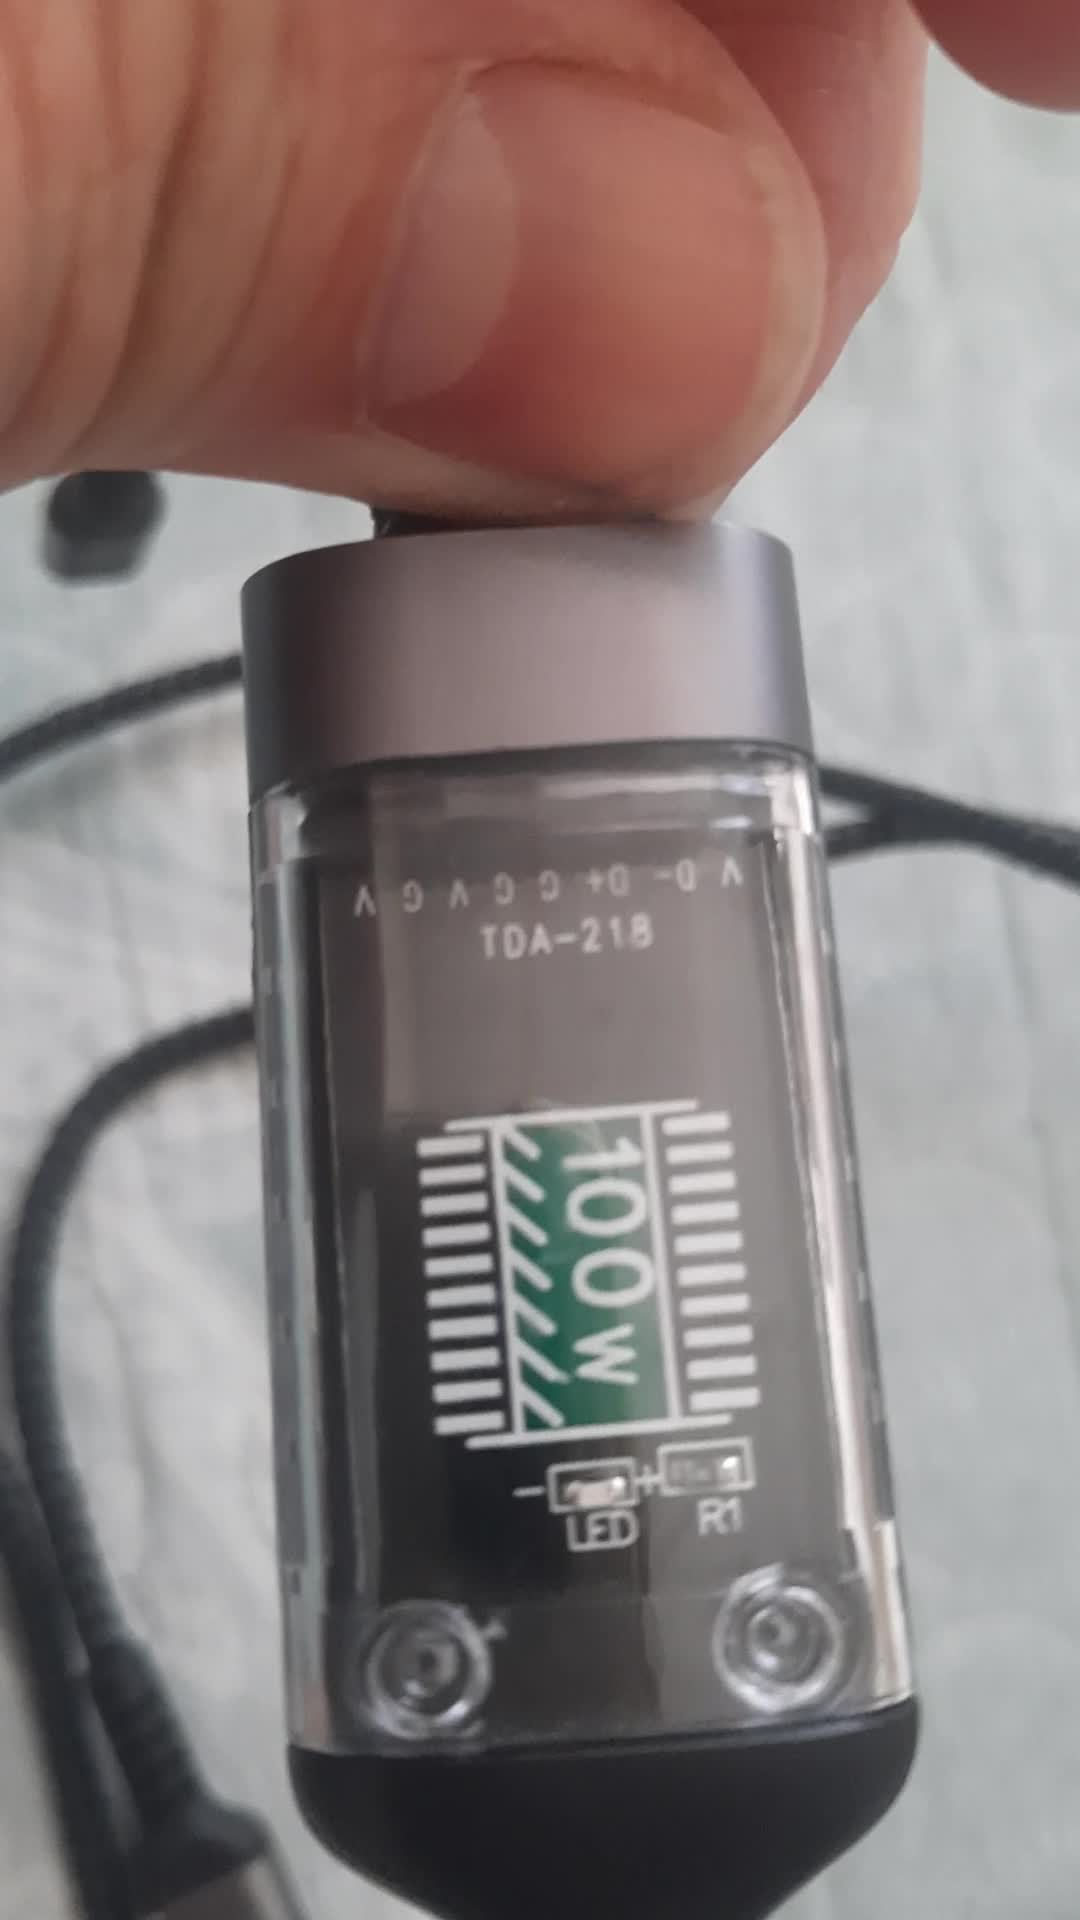 V D- D+ G G V G V
TDA-218
100W
- LED + R1